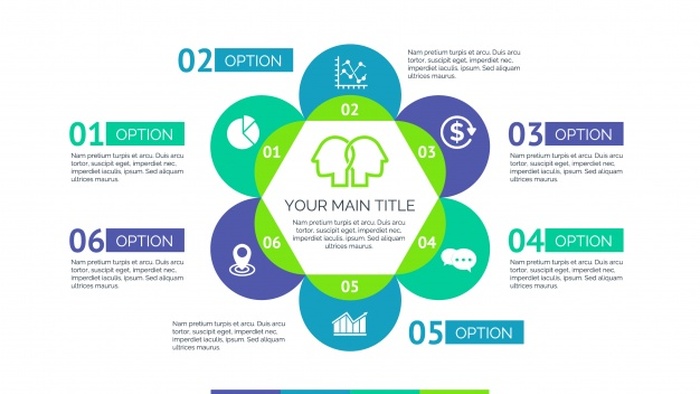 02 OPTION
Nam pretium turpis et arcu. Duis arcu
tortor, suscipit eget, imperdiet nec,
imperdiet iaculis, ipsum. Sed aliquam
ultrices mauris.
01 OPTION
Nam pretium turpis et arcu. Duis arcu
tortor, suscipit eget, imperdiet nec,
imperdiet iaculis, ipsum. Sed aliquam
ultrices mauris.
03 OPTION
Nam pretium turpis et arcu. Duis arcu
tortor, suscipit eget, imperdiet nec,
imperdiet iaculis, ipsum. Sed aliquam
ultrices mauris.
02
01
03
$
YOUR MAIN TITLE
Nam pretium turpis et arcu. Duis arcu
tortor, suscipit eget, imperdiet nec,
imperdiet iaculis, ipsum. Sed aliquam
ultrices mauris.
06
04
05
06 OPTION
Nam pretium turpis et arcu. Duis arcu
tortor, suscipit eget, imperdiet nec,
imperdiet iaculis, ipsum. Sed aliquam
ultrices mauris.
04 OPTION
Nam pretium turpis et arcu. Duis arcu
tortor, suscipit eget, imperdiet nec,
imperdiet iaculis, ipsum. Sed aliquam
ultrices mauris.
Nam pretium turpis et arcu. Duis arcu
tortor, suscipit eget, imperdiet nec,
imperdiet iaculis, ipsum. Sed aliquam
ultrices mauris.
05 OPTION